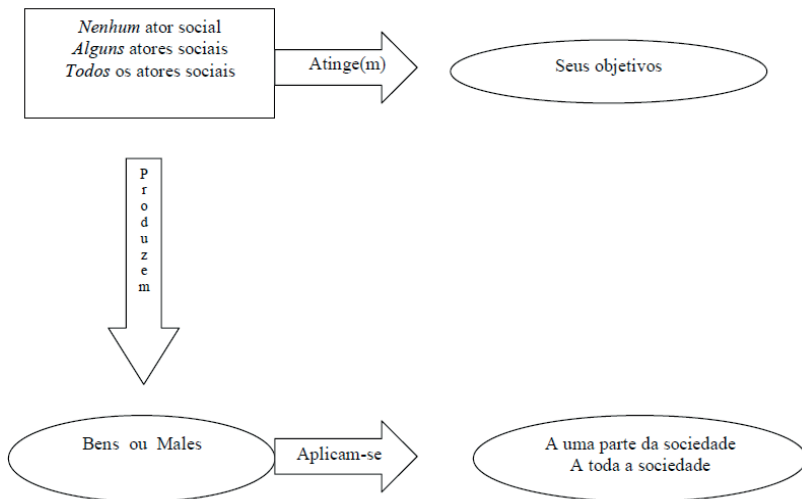 Nenhum ator social
Alguns atores sociais
Todos os atores sociais
Atinge(m)
Seus objetivos
Produzem
Bens ou Males
Aplicam-se
A uma parte da sociedade
A toda a sociedade